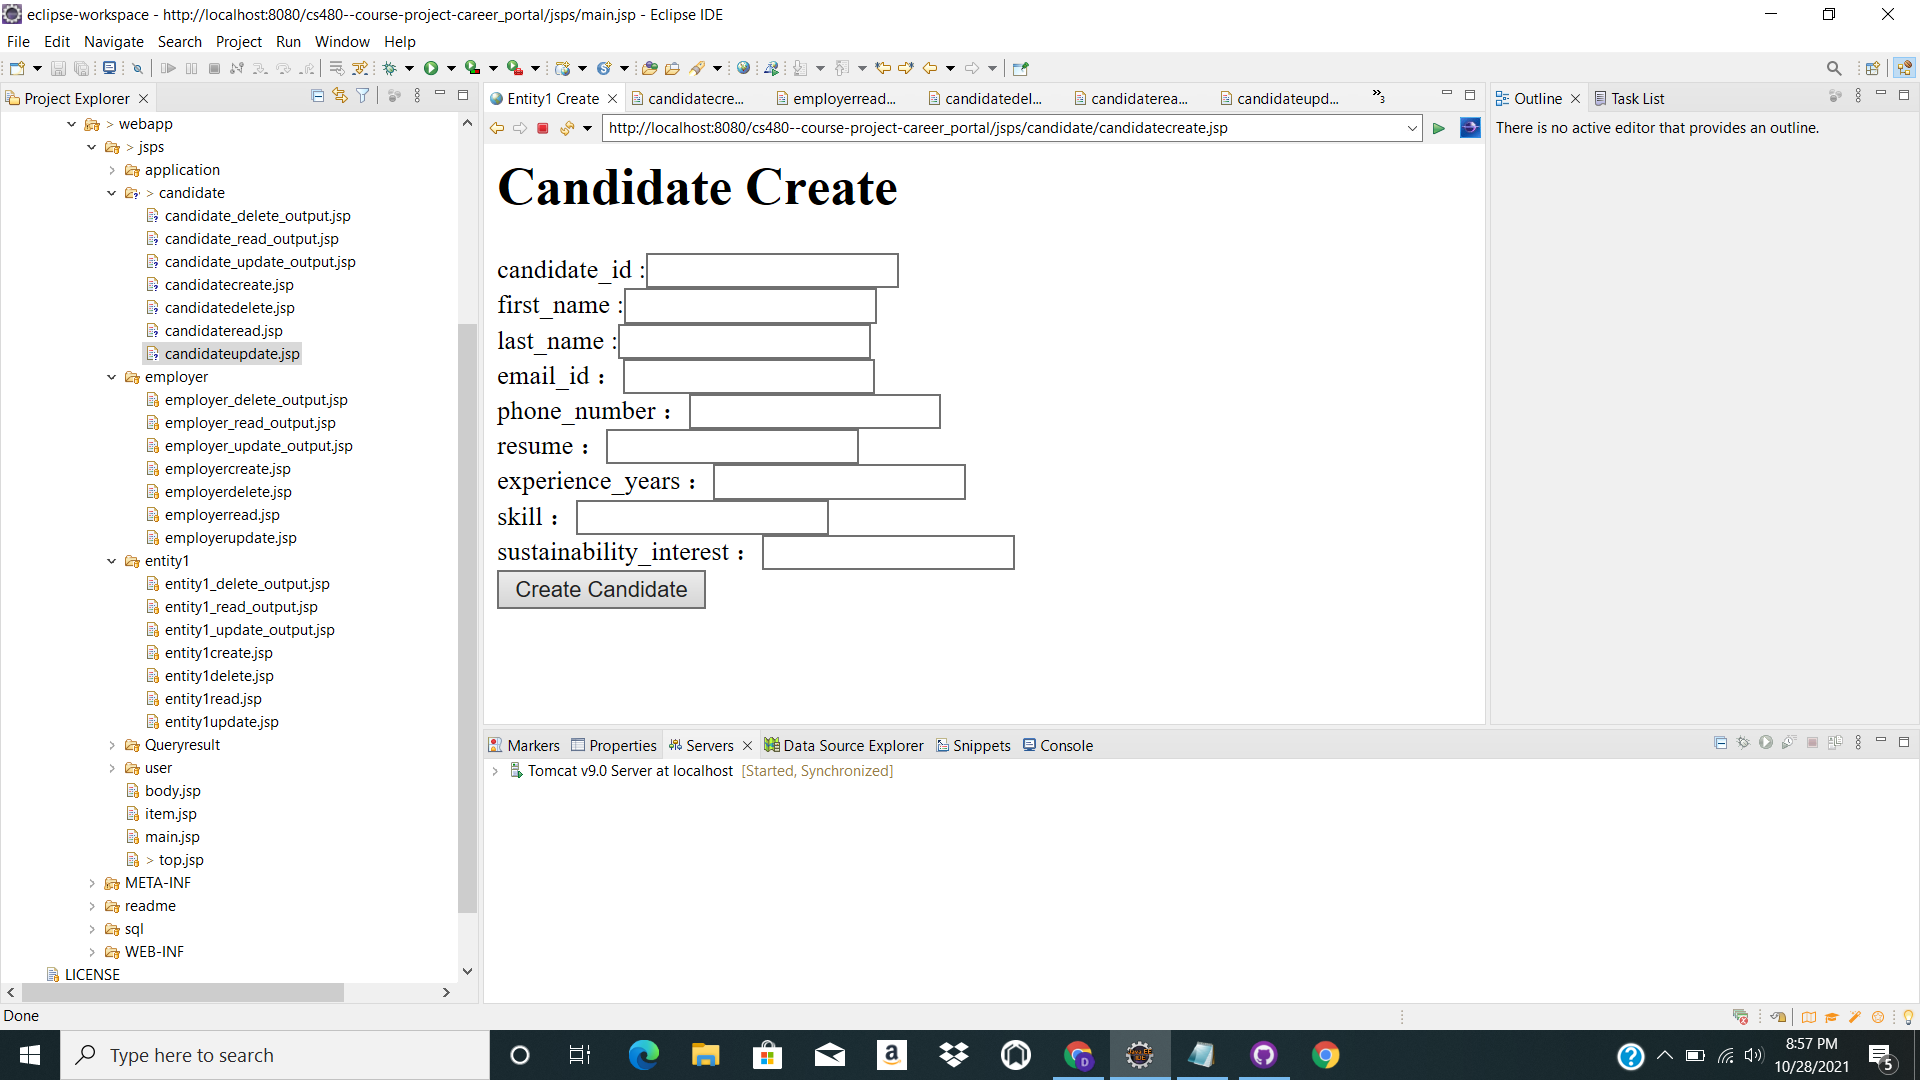 eclipse-workspace - http://localhost:8080/cs480--course-project-career_portal/jsps/main.jsp - Eclipse IDE
File Edit Navigate Search Project Run Window Help
Project Explorer
> webapp
> jsps
application
> candidate
candidate_delete_output.jsp
candidate_read_output.jsp
candidate_update_output.jsp
candidatecreate.jsp
candidatedelete.jsp
candidateread.jsp
candidateupdate.jsp
employer
employer_delete_output.jsp
employer_read_output.jsp
employer_update_output.jsp
employercreate.jsp
employerdelete.jsp
employerread.jsp
employerupdate.jsp
entity1
entity1_delete_output.jsp
entity1_read_output.jsp
entity1_update_output.jsp
entity1create.jsp
entity1delete.jsp
entity1read.jsp
entity1update.jsp
Queryresult
user
body.jsp
item.jsp
main.jsp
> top.jsp
META-INF
readme
sql
WEB-INF
LICENSE
Entity1 Create candidatecre... employerread... candidatedel... candidaterea... candidateupd... »3
http://localhost:8080/cs480--course-project-career_portal/jsps/candidate/candidatecreate.jsp
Candidate Create
candidate_id :
first_name :
last_name :
email_id ：
phone_number ：
resume ：
experience_years ：
skill ：
sustainability_interest ：
Create Candidate
Outline Task List
There is no active editor that provides an outline.
Markers Properties Servers Data Source Explorer Snippets Console
Tomcat v9.0 Server at localhost [Started, Synchronized]
Done
Type here to search
8:57 PM
10/28/2021
5